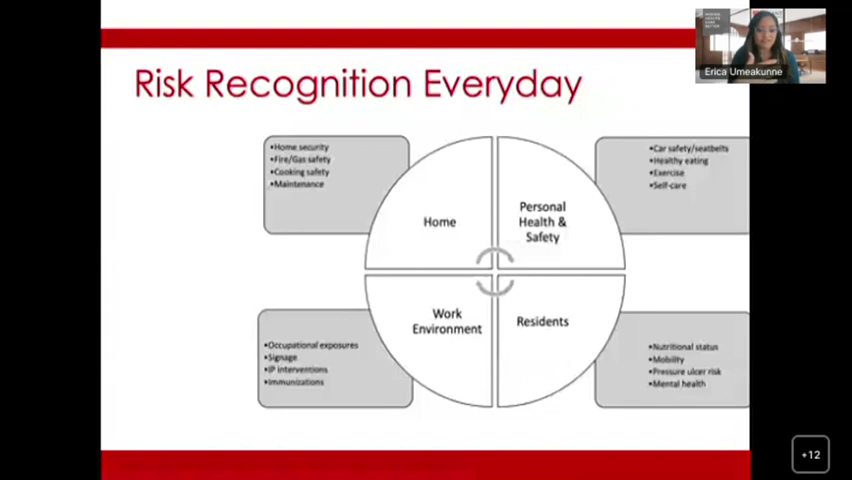 Erica Umeakunne
Risk Recognition Everyday
•Home security
•Fire/Gas safety
•Cooking safety
•Maintenance
•Car safety/seatbelts
•Healthy eating
•Exercise
•Self-care
Home
Personal
Health &
Safety
Work
Environment
Residents
•Occupational exposures
•Signage
•IP interventions
•Immunizations
•Nutritional status
•Mobility
•Pressure ulcer risk
•Mental health
+12